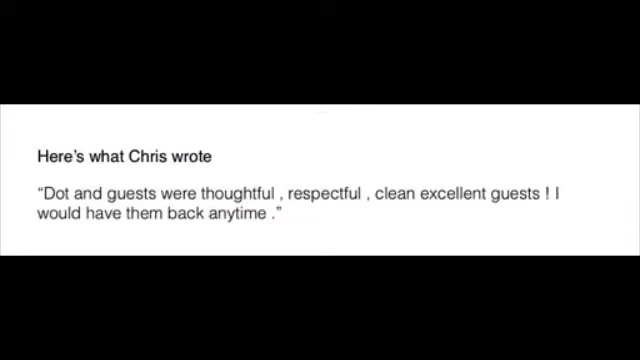 Here's what Chris wrote
“Dot and guests were thoughtful , respectful , clean excellent guests ! I
would have them back anytime .”